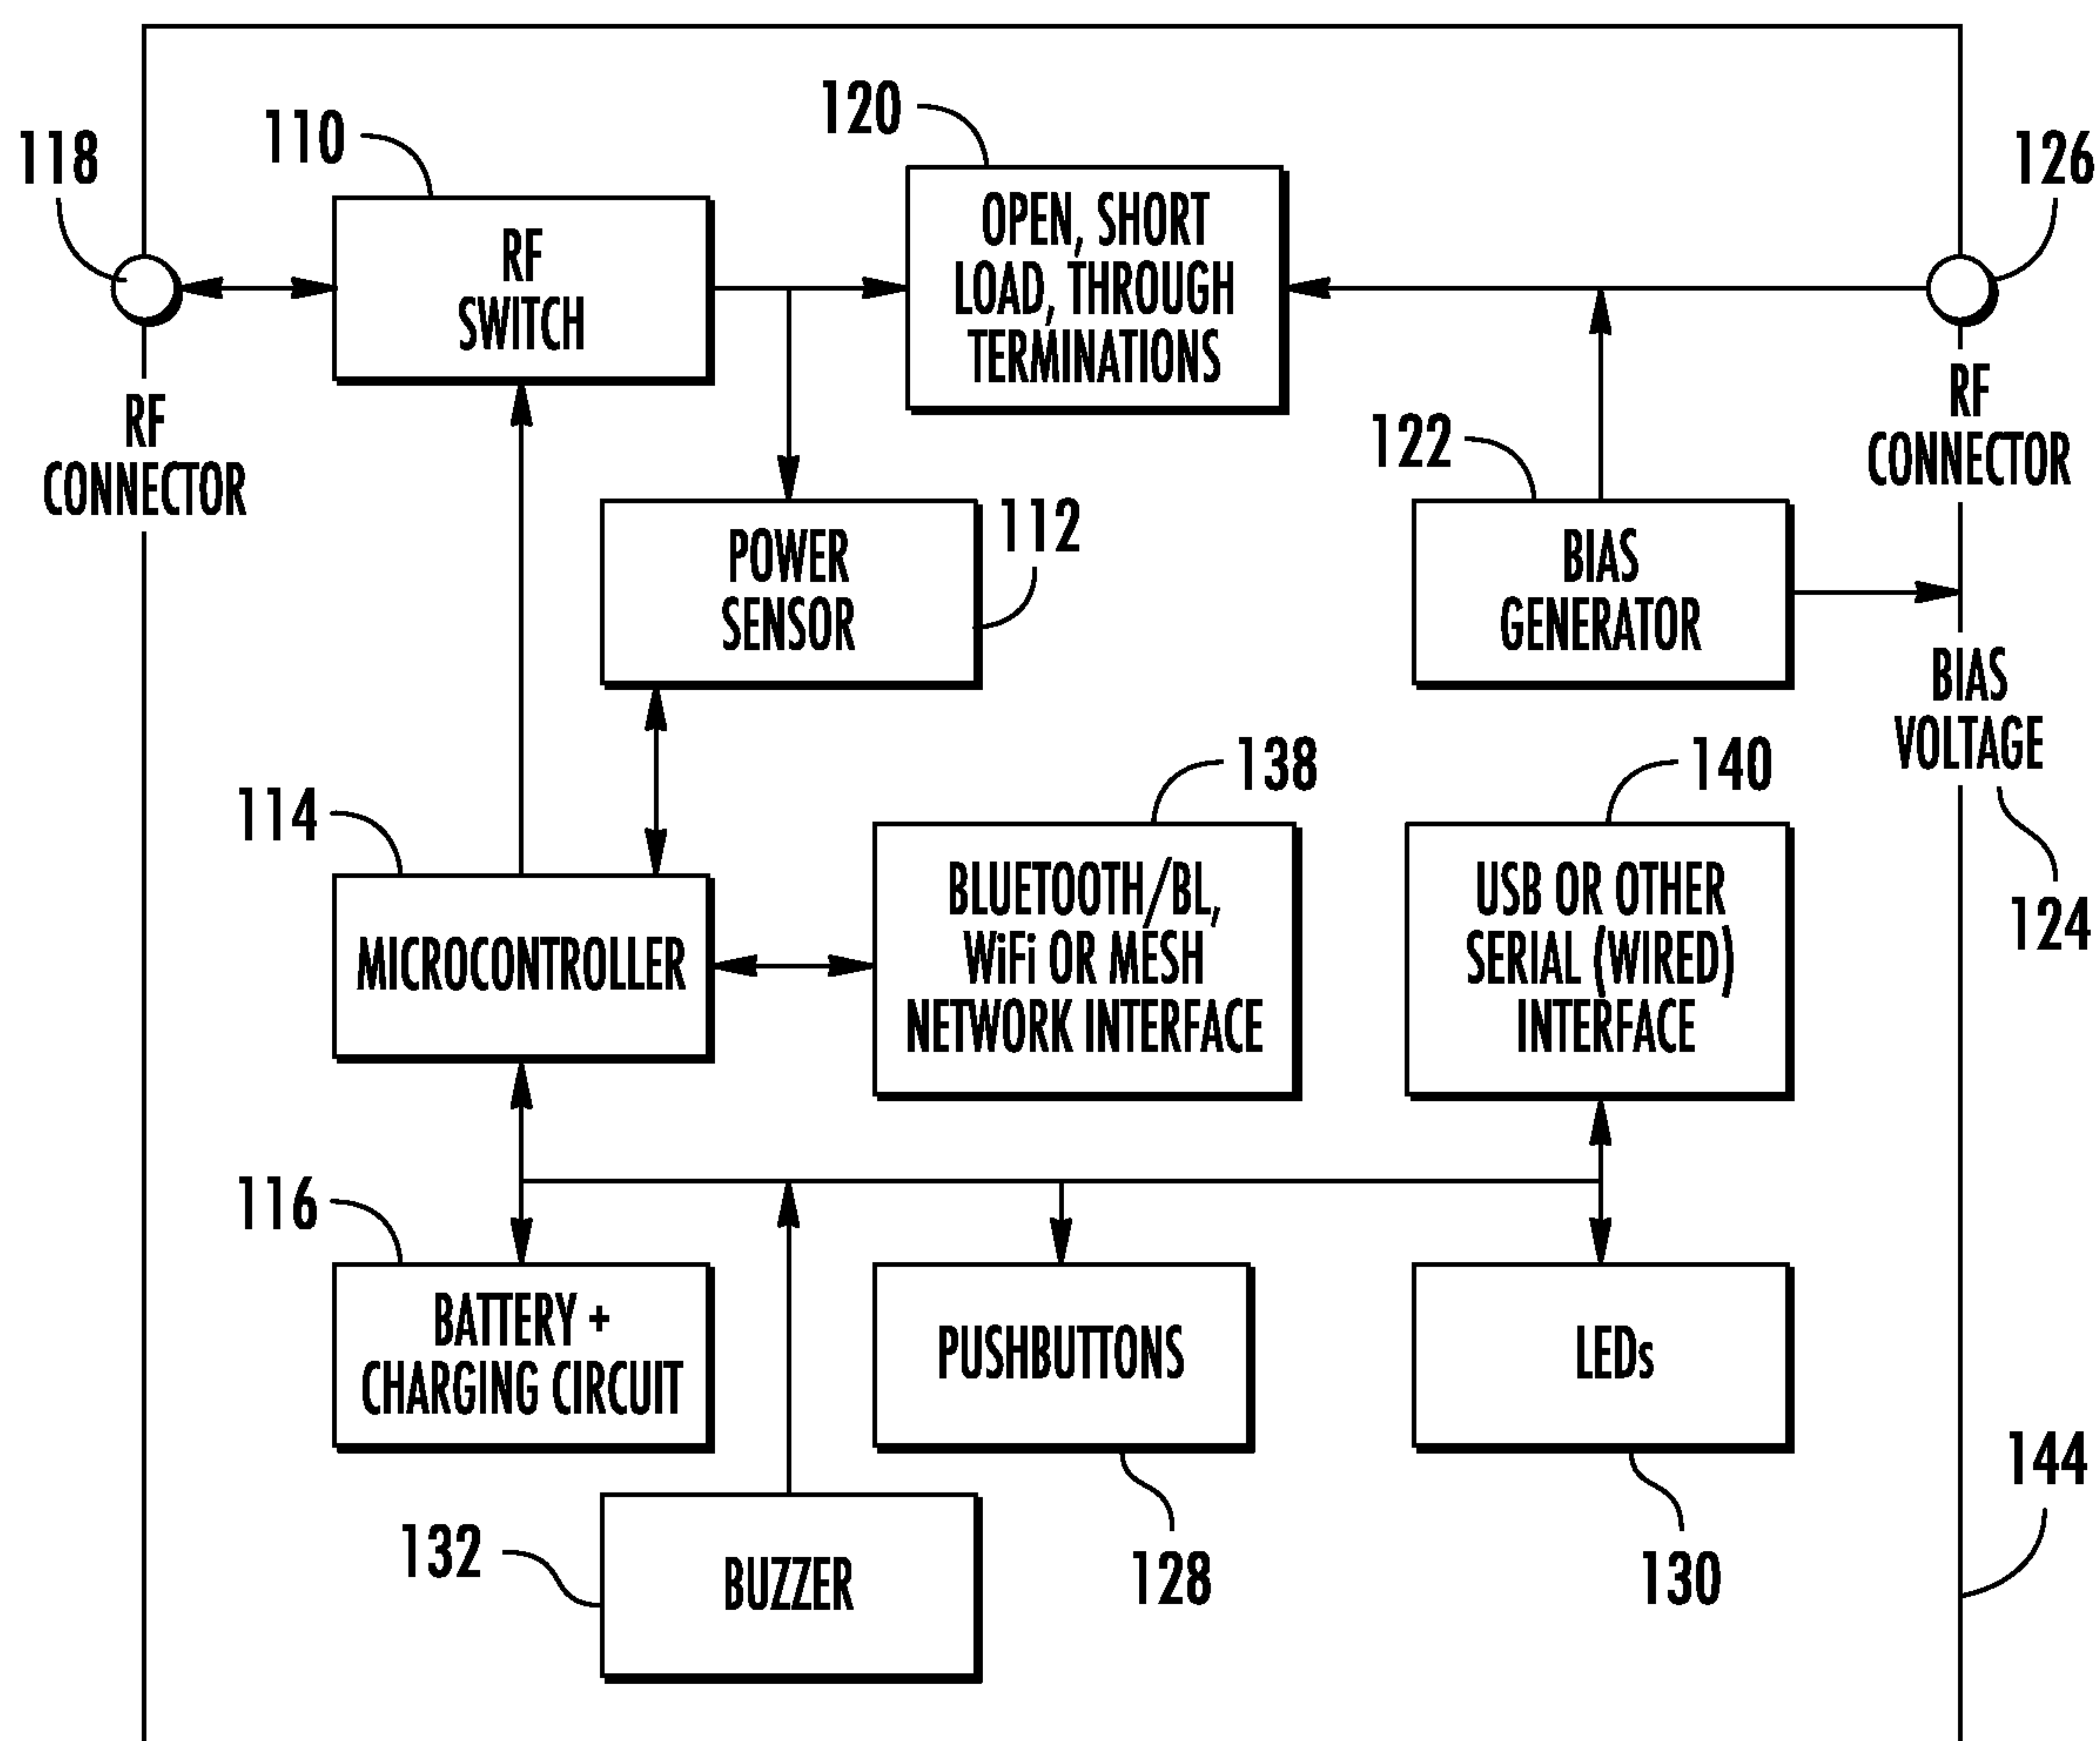 120
110
118
126
OPEN, SHORT
LOAD, THROUGH
TERMINATIONS
RF
SWITCH
RF
CONNECTOR
RF
CONNECTOR
122
112
POWER
SENSOR
BIAS
GENERATOR
BIAS
VOLTAGE
124
138
140
114
MICROCONTROLLER
BLUETOOTH/BL,
WiFi OR MESH
NETWORK INTERFACE
USB OR OTHER
SERIAL (WIRED)
INTERFACE
116
BATTERY +
CHARGING CIRCUIT
PUSHBUTTONS
LEDs
144
132
BUZZER
128
130